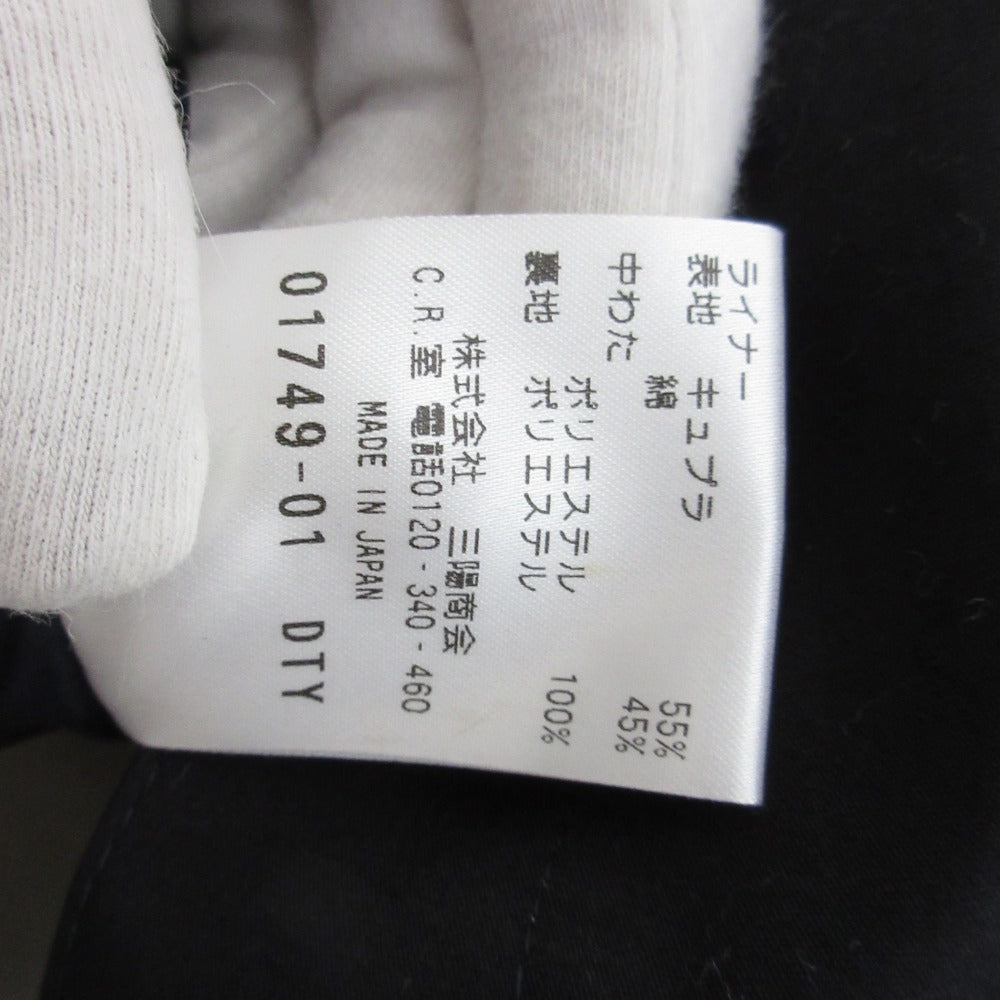 ライナー
表地 キュプラ 55%
綿 45%
中わた ポリエステル 100%
裏地 ポリエステル
株式会社 三陽商会
C.R.室 電話0120-340-460
MADE IN JAPAN
01749-01 DTY